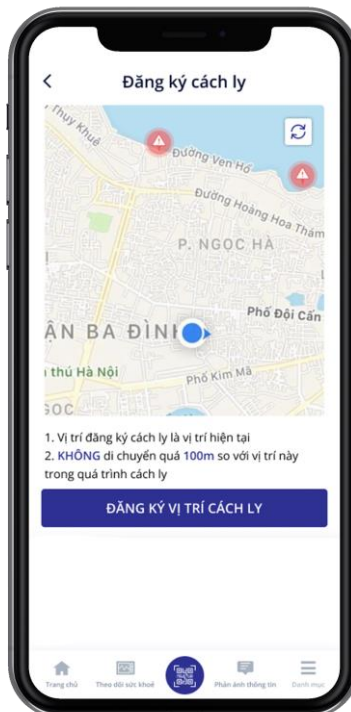 Đăng ký cách ly
Thuy Khuê
Đường Ven Hồ
Đường Hoàng Hoa Thám
P. NGỌC HÀ
Phố Đội Cấn
ẬN BA ĐÌNH
thú Hà Nội
Phố Kim Mã
GỌC
1. Vị trí đăng ký cách ly là vị trí hiện tại
2. KHÔNG di chuyển quá 100m so với vị trí này
trong quá trình cách ly
ĐĂNG KÝ VỊ TRÍ CÁCH LY
Trang chủ
Theo dõi sức khoẻ
Phản ánh thông tin
Danh mục